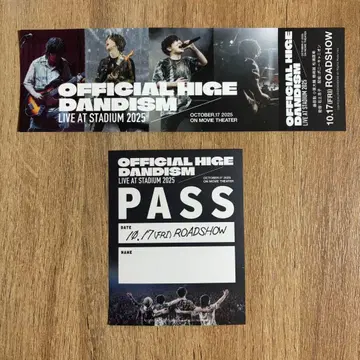 OFFICIAL HIGE
DANDISM
LIVE AT STADIUM 2025
OCTOBER.17 2025
ON MOVIE THEATER
OFFICIAL HIGE
DANDISM
LIVE AT STADIUM 2025
10.17(FRI) ROADSHOW
OFFICIAL HIGE
DANDISM
LIVE AT STADIUM 2025
OCTOBER.17 2025
ON MOVIE THEATER
PASS
DATE
10.17(FRI) ROADSHOW
NAME